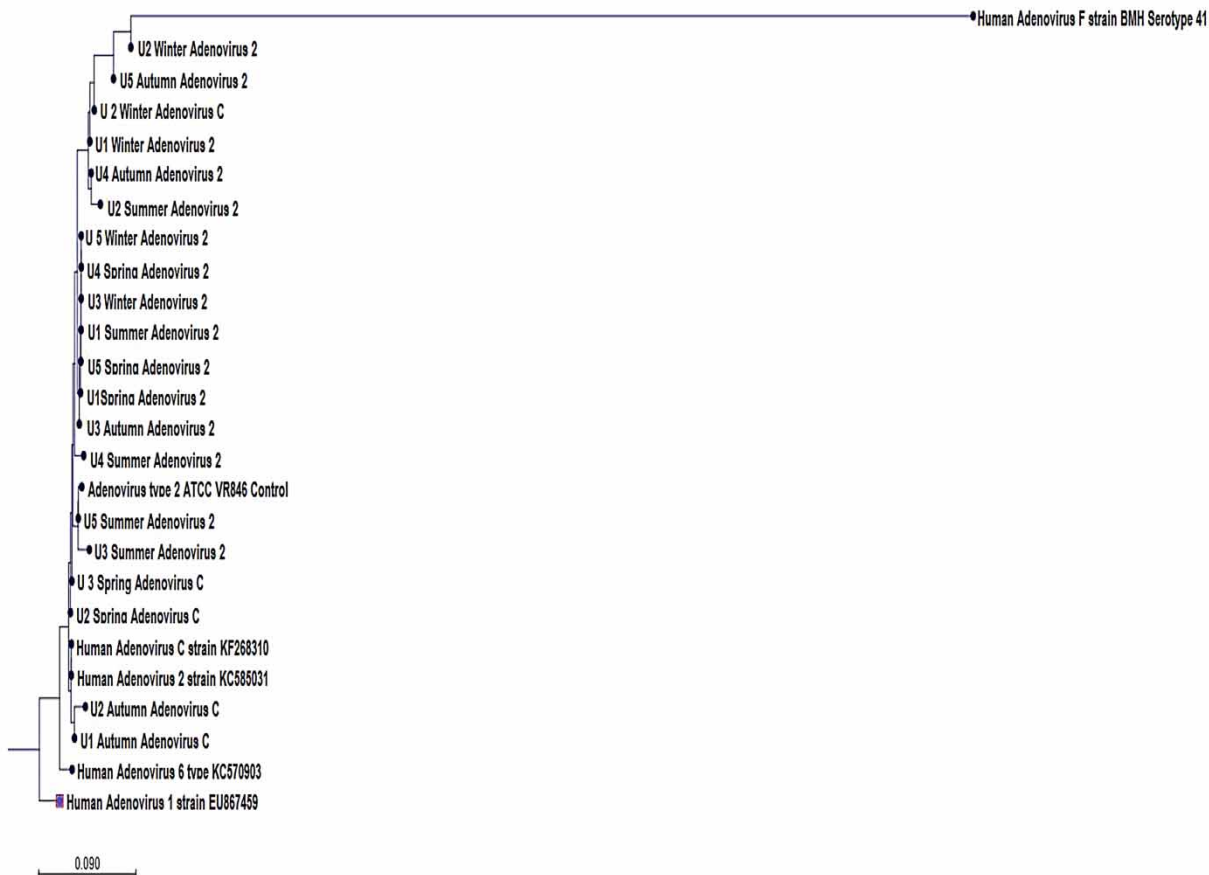 Human Adenovirus F strain BMH Serotype 41
U2 Winter Adenovirus 2
U5 Autumn Adenovirus 2
U 2 Winter Adenovirus C
U1 Winter Adenovirus 2
U4 Autumn Adenovirus 2
U2 Summer Adenovirus 2
U 5 Winter Adenovirus 2
U4 Spring Adenovirus 2
U3 Winter Adenovirus 2
U1 Summer Adenovirus 2
U5 Spring Adenovirus 2
U1Spring Adenovirus 2
U3 Autumn Adenovirus 2
U4 Summer Adenovirus 2
Adenovirus type 2 ATCC VR846 Control
U5 Summer Adenovirus 2
U3 Summer Adenovirus 2
U 3 Spring Adenovirus C
U2 Spring Adenovirus C
Human Adenovirus C strain KF268310
Human Adenovirus 2 strain KC585031
U2 Autumn Adenovirus C
U1 Autumn Adenovirus C
Human Adenovirus 6 type KC570903
Human Adenovirus 1 strain EU867459
0.090